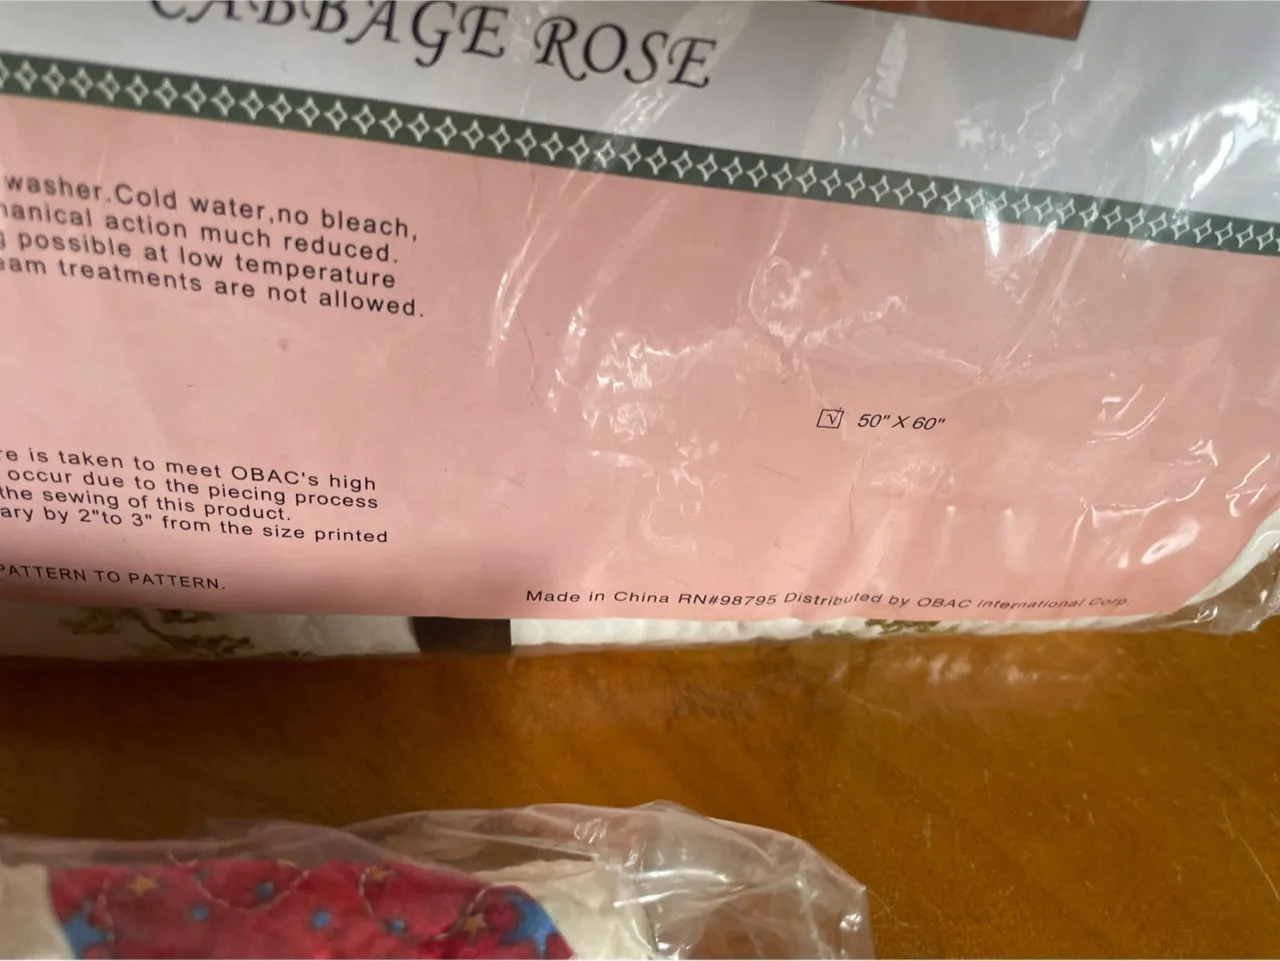 CABBAGE ROSE
washer.Cold water,no bleach,
action much reduced.
possible at low temperature
treatments are not allowed.
50" X 60"
is taken to meet OBAC's high
occur due to the piecing process
the sewing of this product.
by 2"to 3" from the size printed
PATTERN TO PATTERN.
Made in China RN#98795 Distributed by OBAC International Corp.